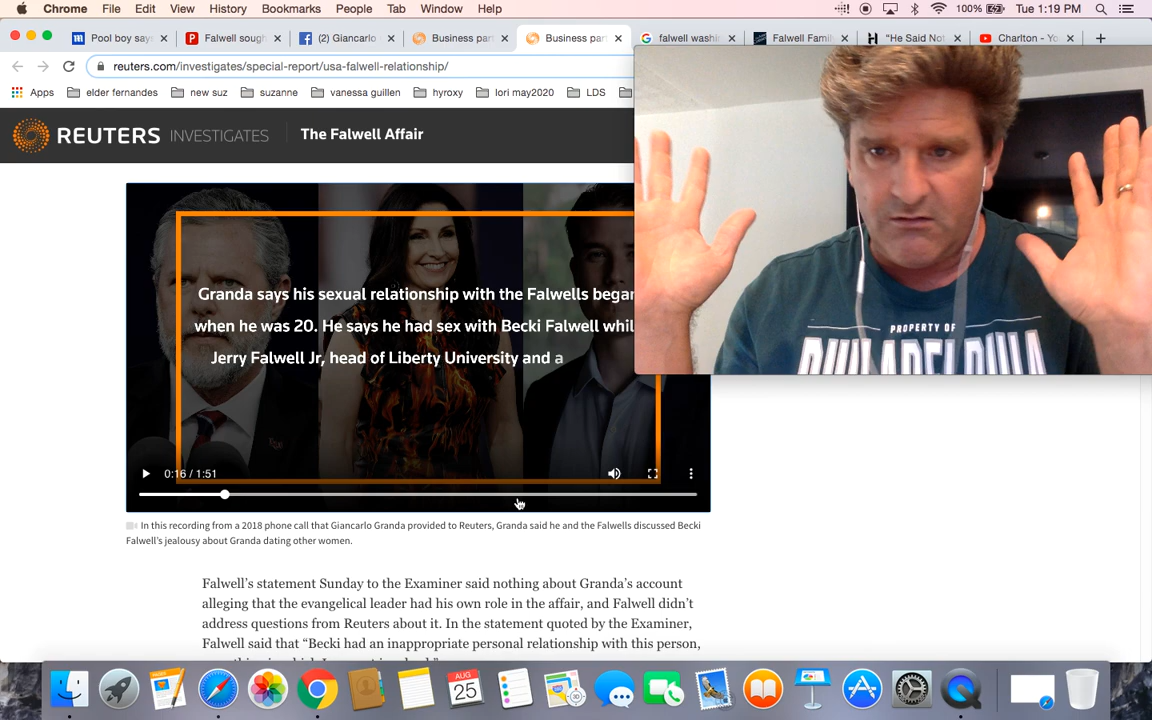 Chrome File Edit View History Bookmarks People Tab Window Help 100% Tue 1:19 PM
Pool boy say Falwell sough (2) Giancarlo Business par Business par falwell washi Falwell Fami "He Said Not Charlton - Yo
reuters.com/investigates/special-report/usa-falwell-relationship/
Apps elder fernandes new suz suzanne vanessa guillen hyroxy lori may2020 LDS
REUTERS INVESTIGATES The Falwell Affair
Granda says his sexual relationship with the Falwells began
when he was 20. He says he had sex with Becki Falwell whil
Jerry Falwell Jr, head of Liberty University and a
PROPERTY OF
PHILADELPHIA
0:16 / 1:51
In this recording from a 2018 phone call that Giancarlo Granda provided to Reuters, Granda said he and the Falwells discussed Becki
Falwell's jealousy about Granda dating other women.
Falwell's statement Sunday to the Examiner said nothing about Granda's account
alleging that the evangelical leader had his own role in the affair, and Falwell didn't
address questions from Reuters about it. In the statement quoted by the Examiner,
Falwell said that "Becki had an inappropriate personal relationship with this person,
AUG
25